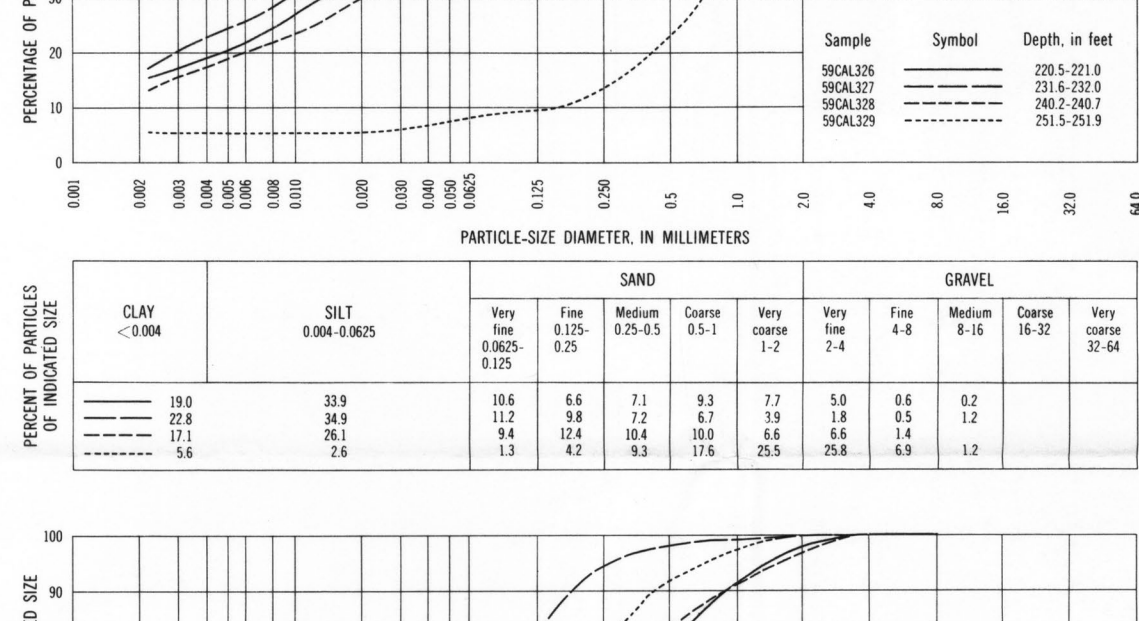 PERCENTAGE OF P
30
20
10
0
Sample Symbol Depth, in feet
59CAL326 220.5-221.0
59CAL327 231.6-232.0
59CAL328 240.2-240.7
59CAL329 251.5-251.9
0.001 0.002 0.003 0.004 0.005 0.006 0.008 0.010 0.020 0.030 0.040 0.050 0.0625 0.125 0.250 0.5 1.0 2.0 4.0 8.0 16.0 32.0 64.0
PARTICLE-SIZE DIAMETER, IN MILLIMETERS
PERCENT OF PARTICLES
OF INDICATED SIZE
CLAY
<0.004
SILT
0.004-0.0625
SAND
Very
fine
0.0625-
0.125
Fine
0.125-
0.25
Medium
0.25-0.5
Coarse
0.5-1
Very
coarse
1-2
GRAVEL
Very
fine
2-4
Fine
4-8
Medium
8-16
Coarse
16-32
Very
coarse
32-64
19.0 33.9 10.6 6.6 7.1 9.3 7.7 5.0 0.6 0.2
22.8 34.9 11.2 9.8 7.2 6.7 3.9 1.8 0.5 1.2
17.1 26.1 9.4 12.4 10.4 10.0 6.6 6.6 1.4
5.6 2.6 1.3 4.2 9.3 17.6 25.5 25.8 6.9 1.2
ED SIZE
100
90